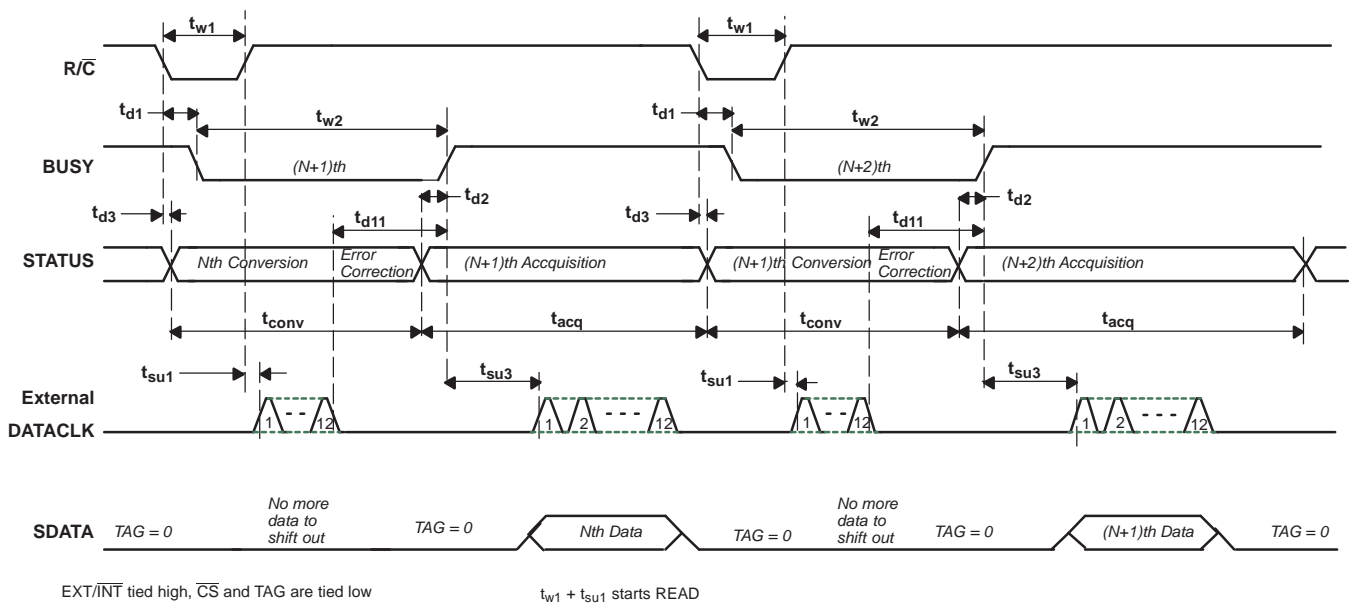 tw1 tw1
R/C̅
td1 tw2 td1 tw2
BUSY (N+1)th (N+2)th
td3 td2 td3 td2
td11 td11
STATUS Nth Conversion Error Correction (N+1)th Accquisition (N+1)th Conversion Error Correction (N+2)th Accquisition
tconv tacq tconv tacq
tsu1 tsu3 tsu1 tsu3
External
DATACLK 1 - - 12 1 2 - - - 12 1 - - 12 1 2 - - - 12
No more data to shift out No more data to shift out
SDATA TAG = 0 TAG = 0 Nth Data TAG = 0 TAG = 0 (N+1)th Data TAG = 0
EXT/I̅N̅T̅ tied high, C̅S̅ and TAG are tied low tw1 + tsu1 starts READ